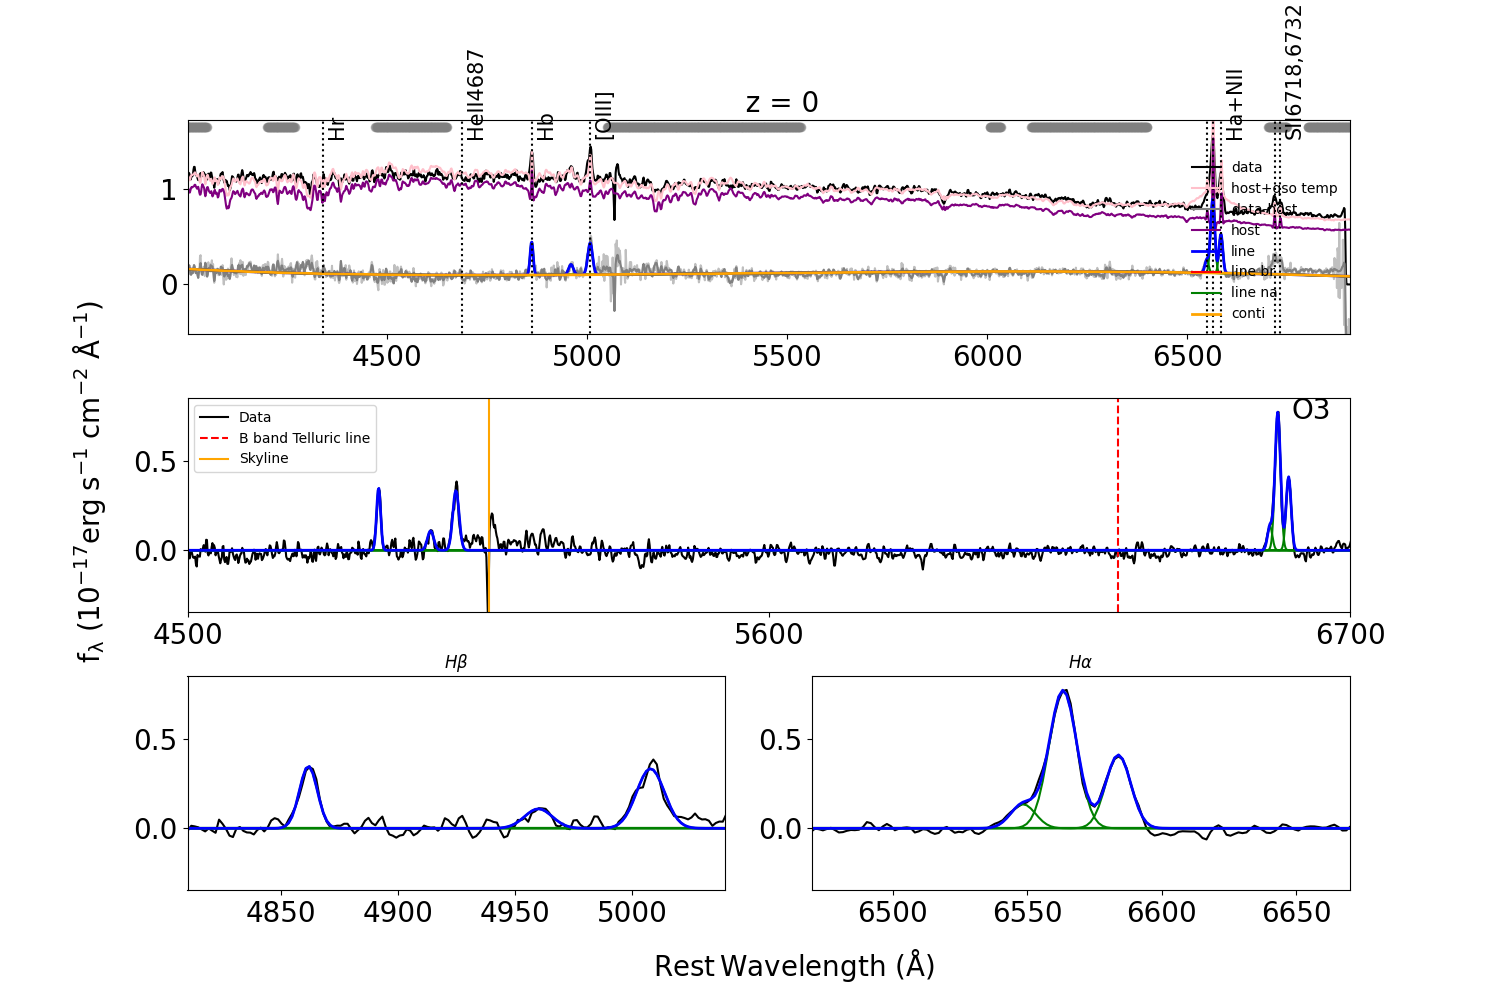 z = 0
Hr
HeII4687
Hb
[OIII]
Ha+NII
SII6718,6732
1
0
data
host+qso temp
data-host
host
line
line br
line na
conti
4500 5000 5500 6000 6500
fλ (10−17erg s−1 cm−2 Å−1)
Data
B band Telluric line
Skyline
O3
0.5
0.0
4500 5600 6700
Hβ
0.5
0.0
4850 4900 4950 5000
Hα
0.5
0.0
6500 6550 6600 6650
Rest Wavelength (Å)